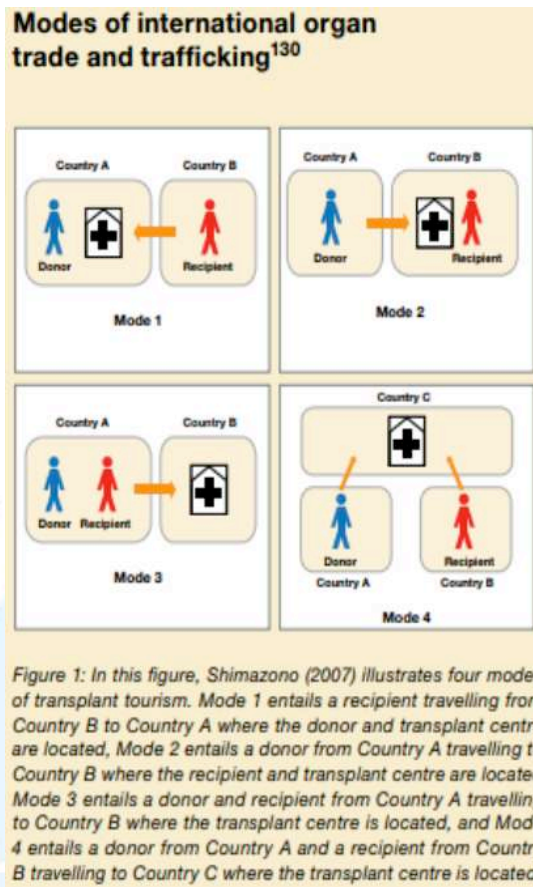 Modes of international organ
trade and trafficking130
Country A Country B
Donor Recipient
Mode 1
Country A Country B
Donor Recipient
Mode 2
Country A Country B
Donor Recipient
Mode 3
Country C
Donor Recipient
Country A Country B
Mode 4
Figure 1: In this figure, Shimazono (2007) illustrates four mode
of transplant tourism. Mode 1 entails a recipient travelling from
Country B to Country A where the donor and transplant centr
are located, Mode 2 entails a donor from Country A travelling t
Country B where the recipient and transplant centre are locate
Mode 3 entails a donor and recipient from Country A travellin
to Country B where the transplant centre is located, and Mod
4 entails a donor from Country A and a recipient from Countr
B travelling to Country C where the transplant centre is located